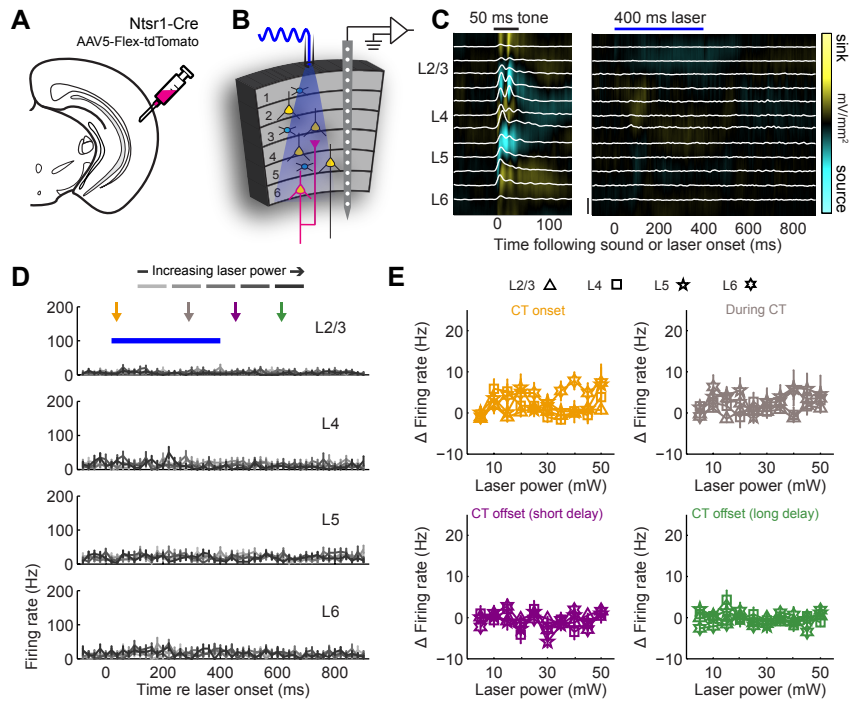 A
Ntsr1-Cre
AAV5-Flex-tdTomato
B
1
2
3
4
5
6
C
50 ms tone
400 ms laser
L2/3
L4
L5
L6
0
100
0
200
400
600
800
Time following sound or laser onset (ms)
sink
mV/mm²
source
D
Increasing laser power
200
100
0
L2/3
200
100
0
L4
200
100
0
L5
200
100
0
L6
Firing rate (Hz)
0
200
400
600
800
Time re laser onset (ms)
E
L2/3
L4
L5
L6
CT onset
20
10
0
−10
Δ Firing rate (Hz)
10
30
50
Laser power (mW)
During CT
20
10
0
−10
Δ Firing rate (Hz)
10
30
50
Laser power (mW)
CT offset (short delay)
20
10
0
−10
Δ Firing rate (Hz)
10
30
50
Laser power (mW)
CT offset (long delay)
20
10
0
−10
Δ Firing rate (Hz)
10
30
50
Laser power (mW)